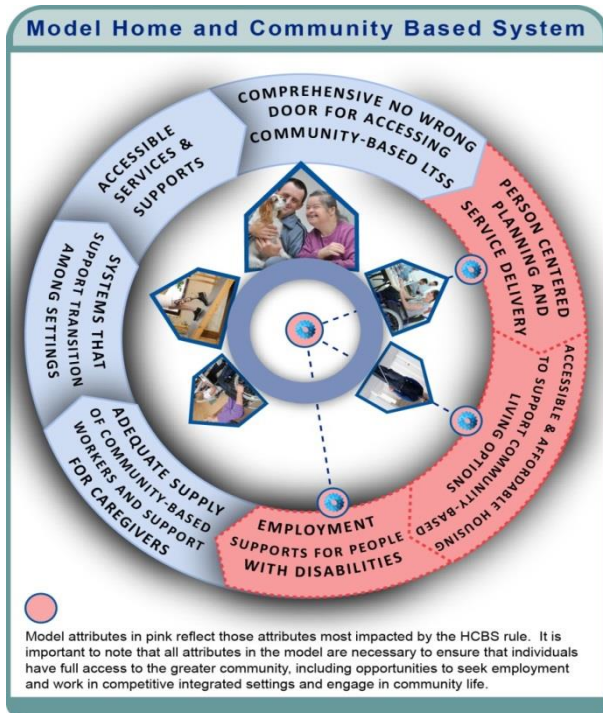 Model Home and Community Based System
COMPREHENSIVE NO WRONG
DOOR FOR ACCESSING
COMMUNITY-BASED LTSS
PERSON CENTERED
PLANNING AND
SERVICE DELIVERY
ACCESSIBLE & AFFORDABLE HOUSING
TO SUPPORT COMMUNITY-BASED
LIVING OPTIONS
EMPLOYMENT
SUPPORTS FOR PEOPLE
WITH DISABILITIES
ADEQUATE SUPPLY
OF COMMUNITY-BASED
WORKERS AND SUPPORT
FOR CAREGIVERS
SYSTEMS THAT
SUPPORT TRANSITION
AMONG SETTINGS
ACCESSIBLE
SERVICES &
SUPPORTS
Model attributes in pink reflect those attributes most impacted by the HCBS rule. It is
important to note that all attributes in the model are necessary to ensure that individuals
have full access to the greater community, including opportunities to seek employment
and work in competitive integrated settings and engage in community life.